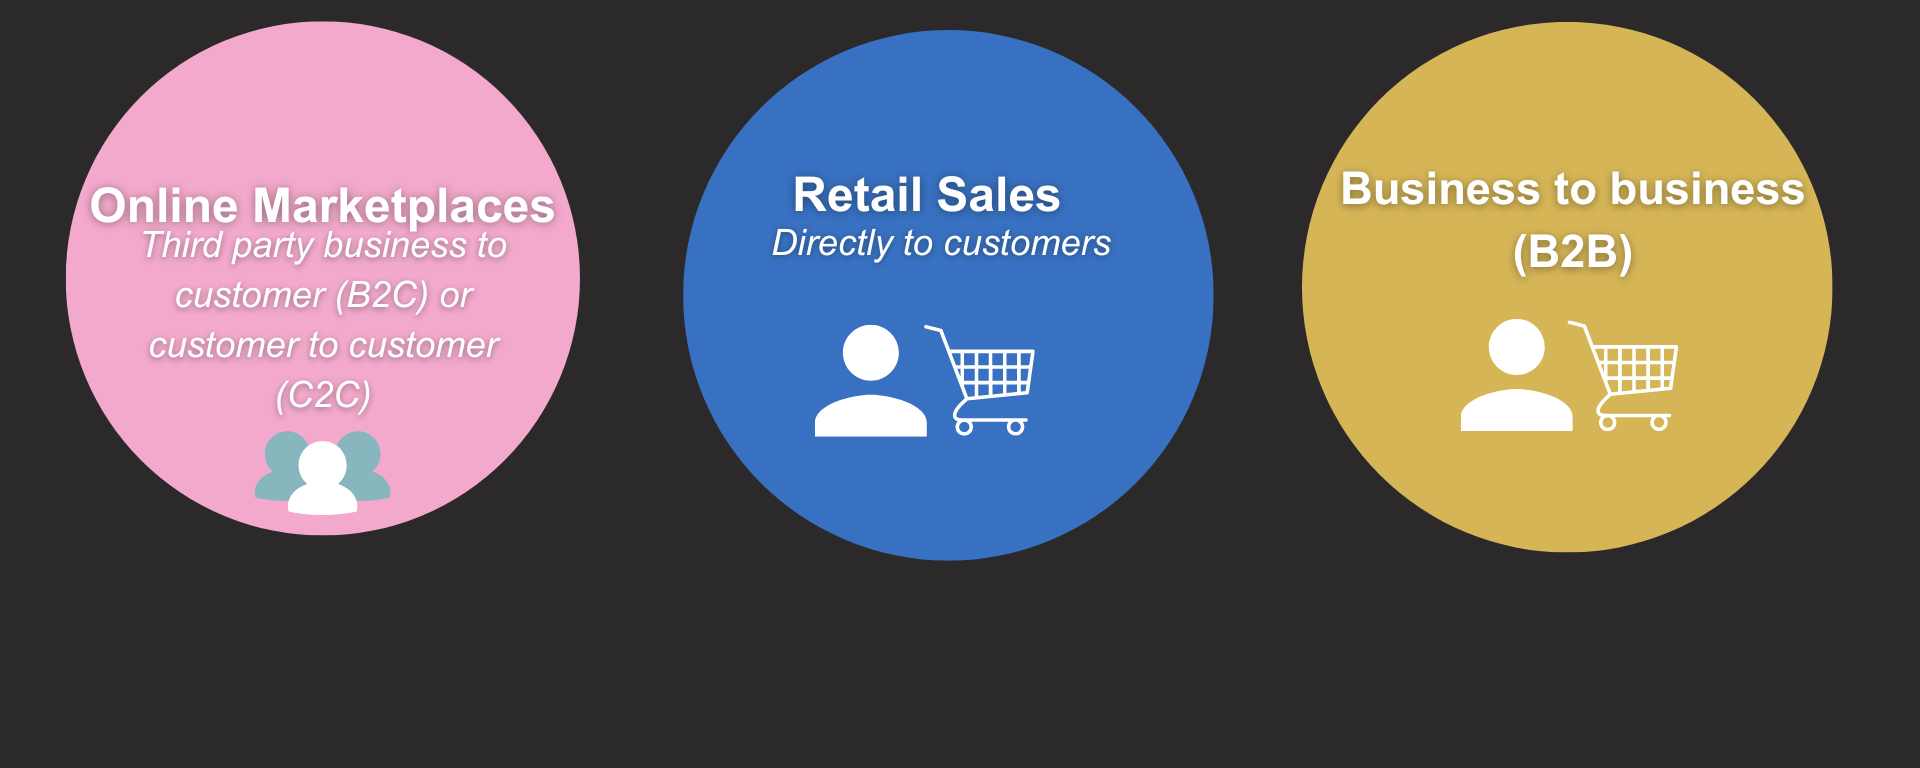 Online Marketplaces
Third party business to
customer (B2C) or
customer to customer
(C2C)
Retail Sales
Directly to customers
Business to business
(B2B)